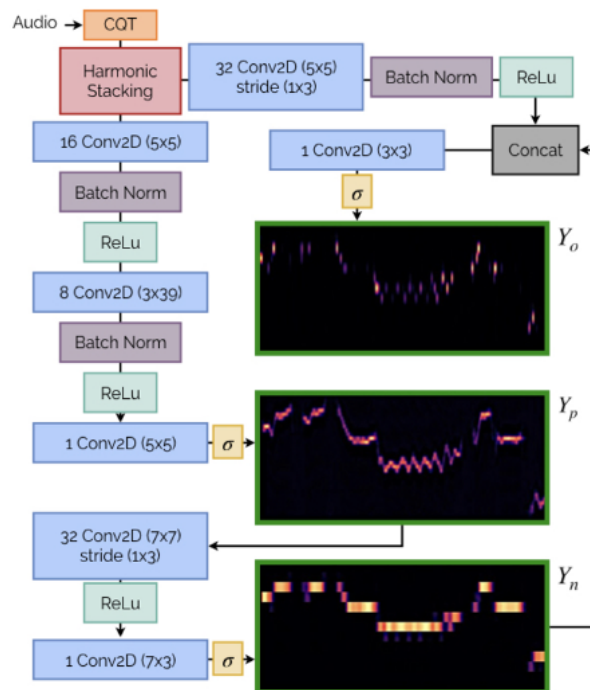 Audio
CQT
Harmonic
Stacking
32 Conv2D (5x5)
stride (1x3)
Batch Norm
ReLu
16 Conv2D (5x5)
1 Conv2D (3x3)
Concat
Batch Norm
σ
ReLu
Yo
8 Conv2D (3x39)
Batch Norm
ReLu
Yp
1 Conv2D (5x5)
σ
32 Conv2D (7x7)
stride (1x3)
Yn
ReLu
1 Conv2D (7x3)
σ